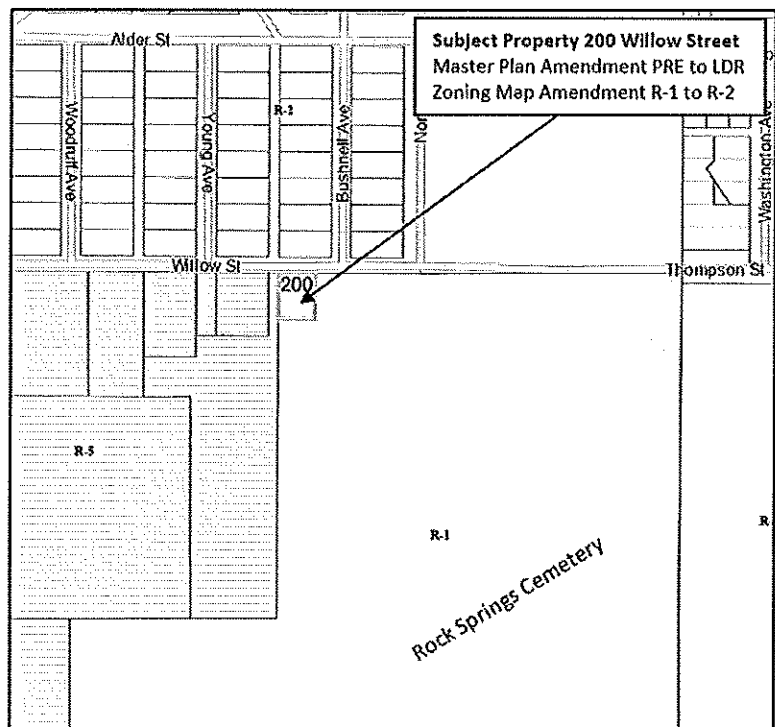 Alder St
Subject Property 200 Willow Street
Master Plan Amendment PRE to LDR
Zoning Map Amendment R-1 to R-2
Woodruff Ave
Young Ave
R-2
Bushnell Ave
Nor
Washington Ave
Willow St
Thompson St
200
R-5
R-1
R
Rock Springs Cemetery